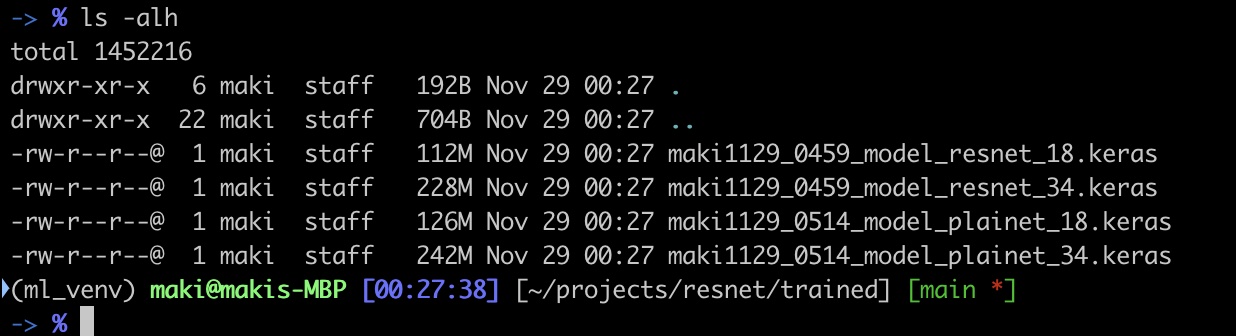 -> % ls -alh
total 1452216
drwxr-xr-x   6 maki  staff   192B Nov 29 00:27 .
drwxr-xr-x  22 maki  staff   704B Nov 29 00:27 ..
-rw-r--r--@  1 maki  staff   112M Nov 29 00:27 maki1129_0459_model_resnet_18.keras
-rw-r--r--@  1 maki  staff   228M Nov 29 00:27 maki1129_0459_model_resnet_34.keras
-rw-r--r--@  1 maki  staff   126M Nov 29 00:27 maki1129_0514_model_plainet_18.keras
-rw-r--r--@  1 maki  staff   242M Nov 29 00:27 maki1129_0514_model_plainet_34.keras
(ml_venv) maki@makis-MBP [00:27:38] [~/projects/resnet/trained] [main *]
-> %